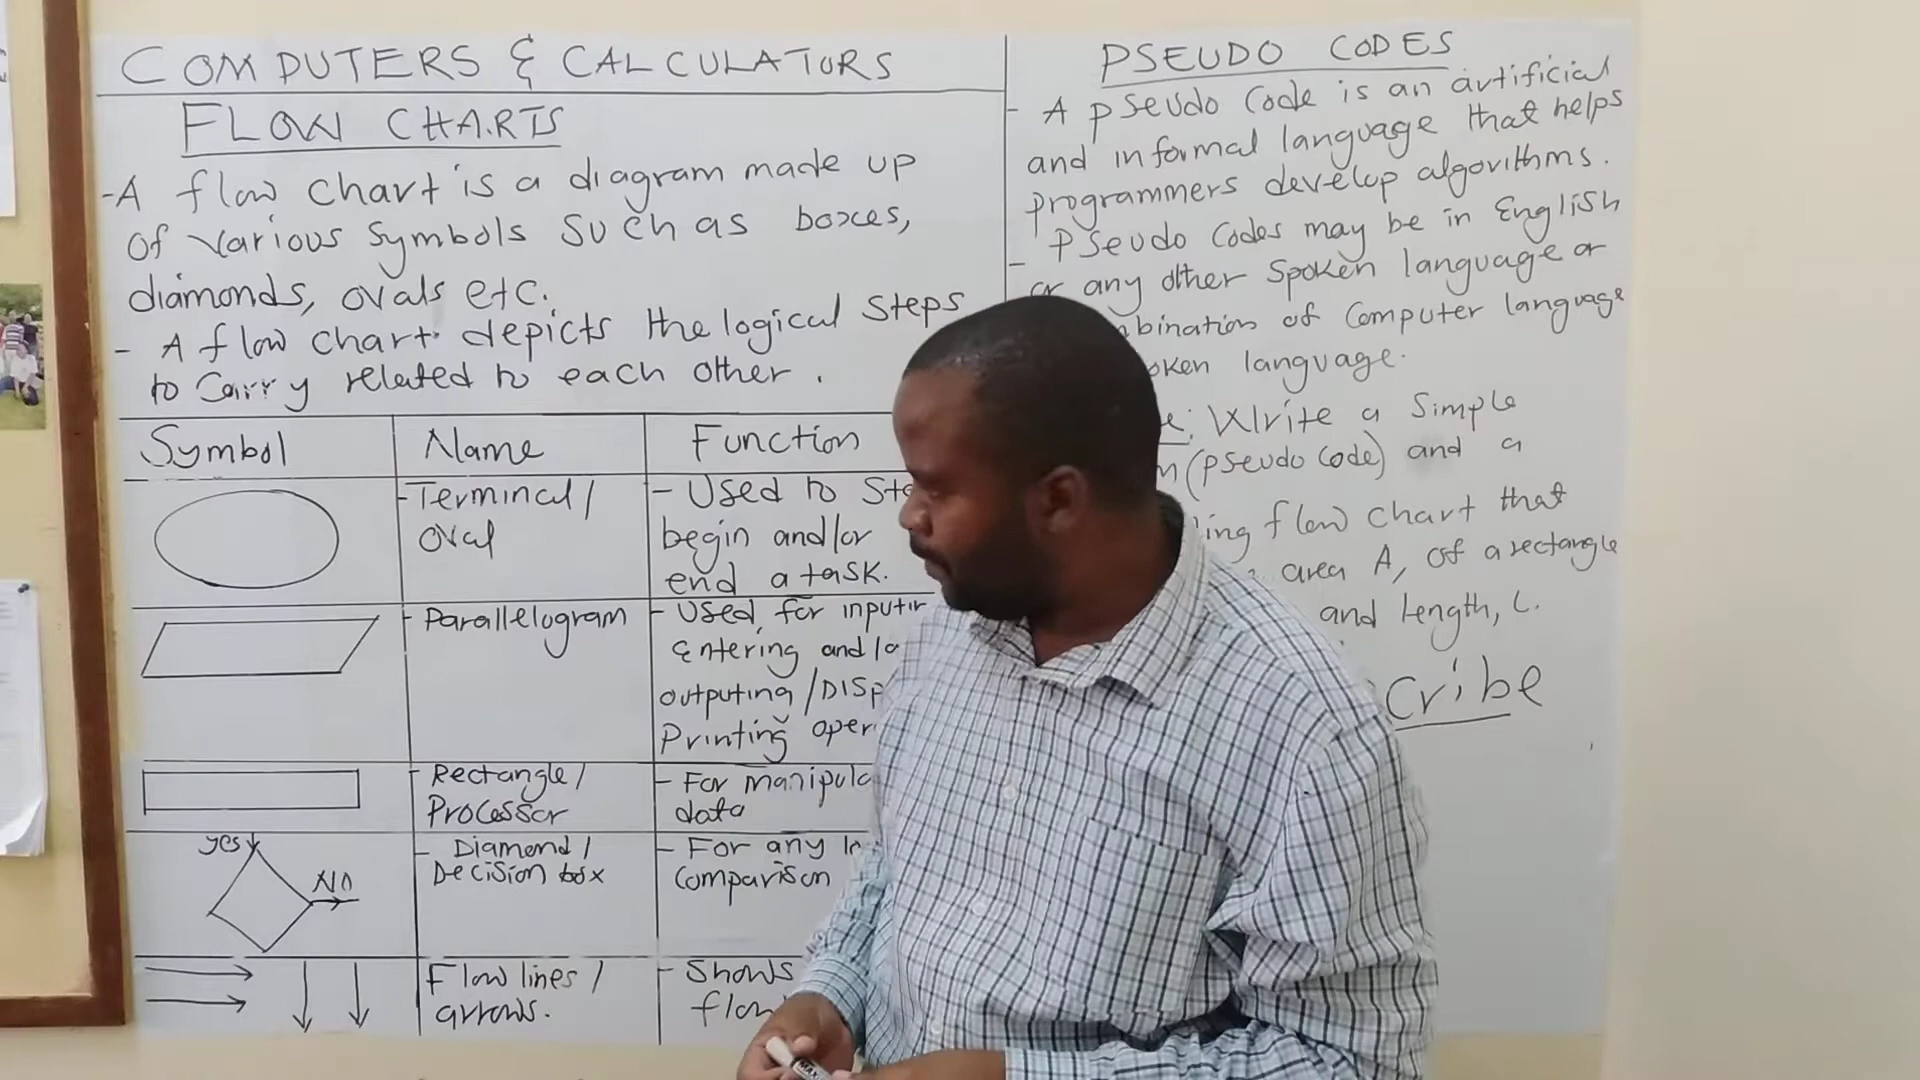 COMPUTERS & CALCULATORS
FLOW CHARTS
-A flow chart is a diagram made up
of various symbols such as boxes,
diamonds, ovals etc.
- A flow chart depicts the logical steps
to carry related to each other.
Symbol
Name
Function
-Terminal/
Oval
- Used to
begin and/or
end a task.
- Parallelogram
- Used for
entering and/
outputing/
Printing
- Rectangle/
Processor
- For
data
yes
NO
- Diamond/
Decision box
- For any
comparison
Flow lines/
arrows.
- Shows
PSEUDO CODES
- A pseudo code is an artificial
and informal language that helps
programmers develop algorithms.
- Pseudo codes may be in English
or any other spoken language or
of computer language
language.
Write a simple
(pseudo code) and a
flow chart that
area A, of a rectangle
and length, L.